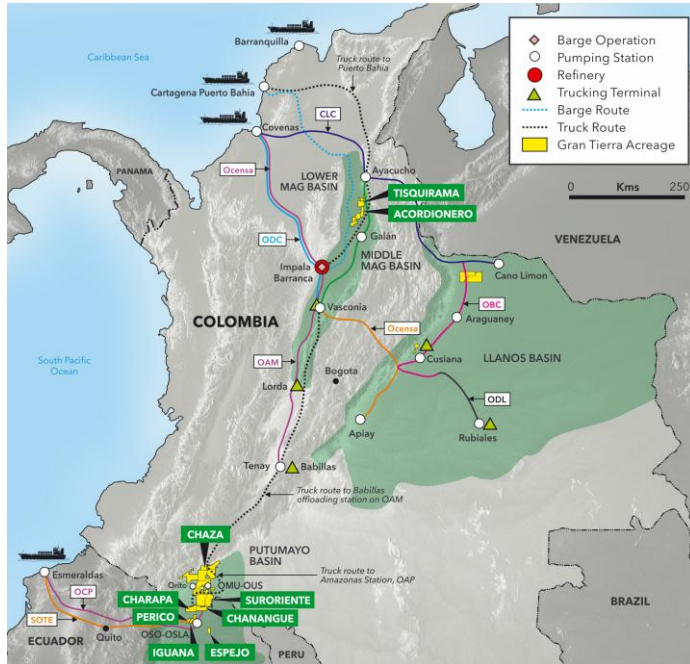 Caribbean Sea
Barranquilla
Truck route to
Puerto Bahia
Cartagena Puerto Bahia
Barge Operation
Pumping Station
Refinery
Trucking Terminal
Barge Route
Truck Route
Gran Tierra Acreage
0 Kms 250
Covenas
CLC
PANAMA
Ocensa
LOWER
MAG BASIN
Ayacucho
TISQUIRAMA
ACORDIONERO
VENEZUELA
ODC
Galán
MIDDLE
MAG BASIN
Impala
Barranca
Cano Limon
COLOMBIA
Vasconia
OBC
Araguaney
Ocensa
South Pacific
Ocean
OAM
Cusiana
LLANOS BASIN
Bogota
Lorda
ODL
Apiay
Rubiales
Tenay
Babillas
Truck route to Babillas
offloading station on OAM
CHAZA
PUTUMAYO
BASIN
Truck route to
Amazonas Station, OAP
Esmeraldas
OCP
Orito
OMU-OUS
CHARAPA
SURORIENTE
BRAZIL
SOTE
PERICO
CHANANGUE
ECUADOR
Quito
OSO-OSLA
IGUANA
ESPEJO
PERU